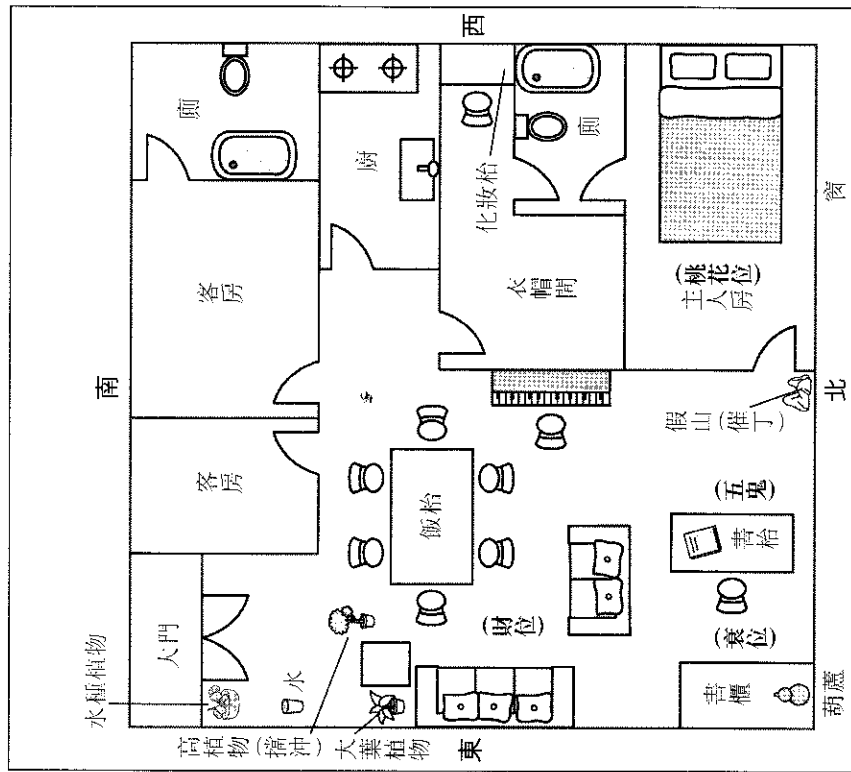 西
南
北
東
窗
廁
廚
化妝枱
廁
客房
衣帽間
(桃花位)
主人房
客房
飯枱
假山(催丁)
(五鬼)
書枱
(財位)
(衰位)
大門
水種植物
水
高植物(擋沖)
大葉植物
書櫃
葫蘆